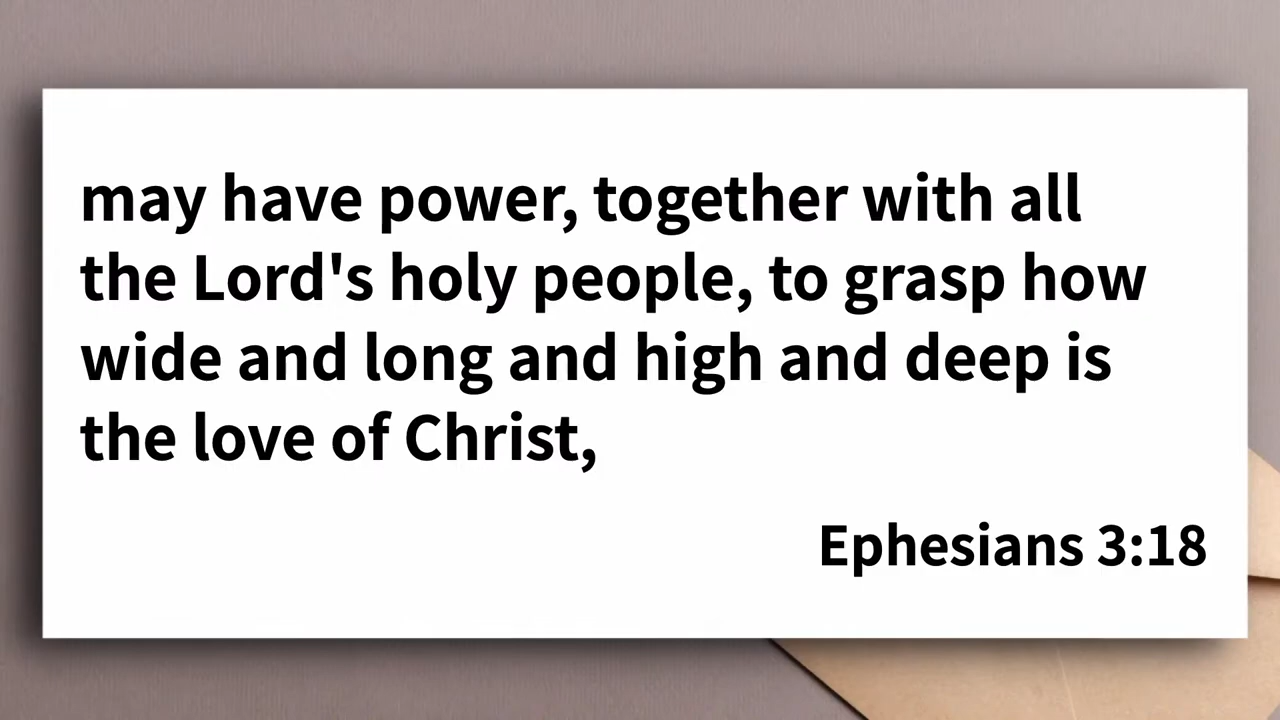 may have power, together with all
the Lord's holy people, to grasp how
wide and long and high and deep is
the love of Christ,
Ephesians 3:18